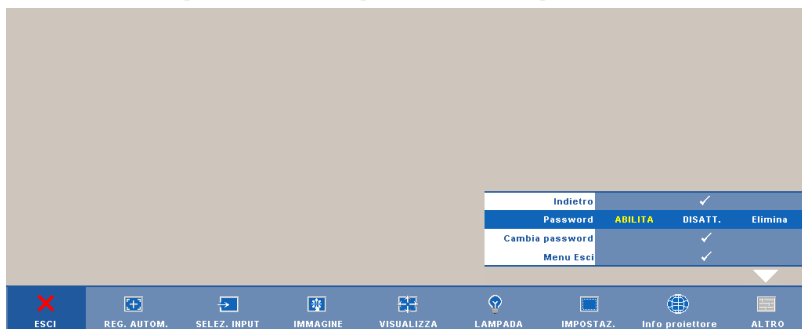 Indietro
Password ABILITA DISATT. Elimina
Cambia password
Menu Esci
ESCI REG. AUTOM. SELEZ. INPUT IMMAGINE VISUALIZZA LAMPADA IMPOSTAZ. Info proiettore ALTRO